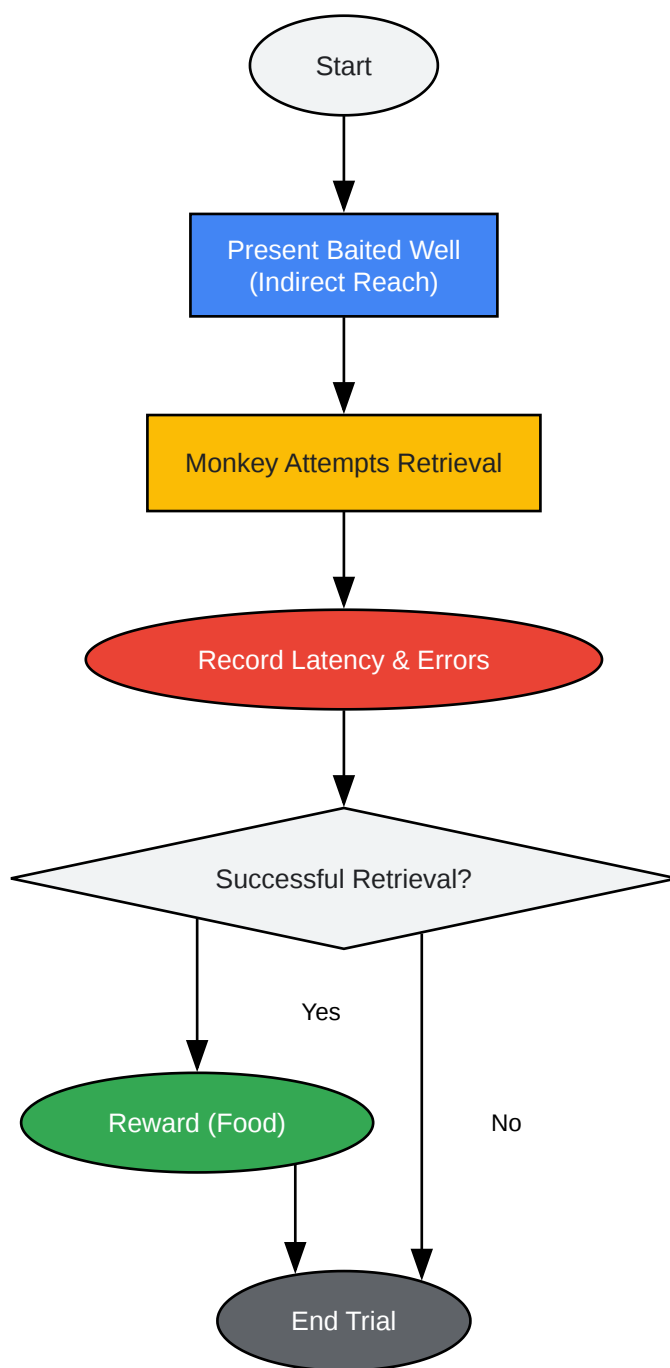 Start
Present Baited Well
(Indirect Reach)
Monkey Attempts Retrieval
Record Latency & Errors
Successful Retrieval?
Yes
Reward (Food)
No
End Trial